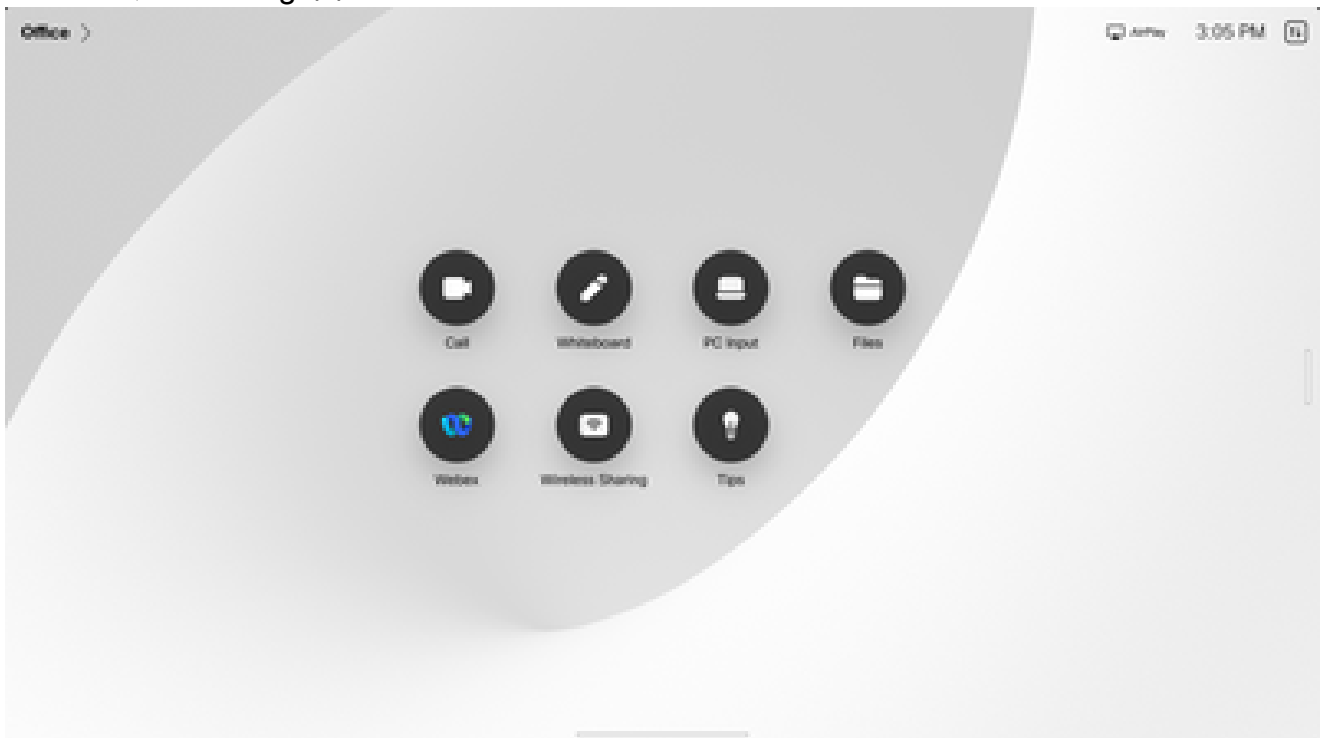 Office
AirPlay
3:05 PM
Call
Whiteboard
PC Input
Files
Webex
Wireless Sharing
Tips